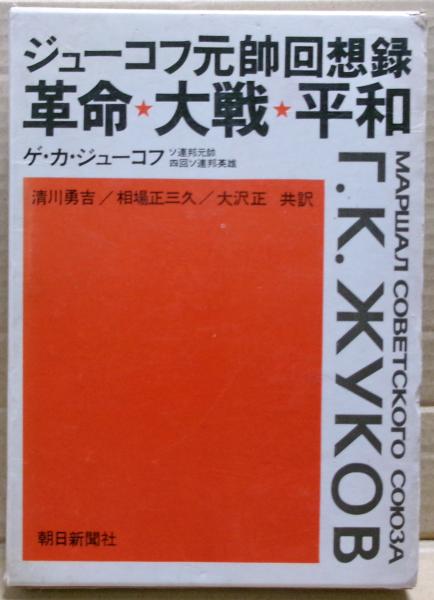 ジューコフ元帥回想録
革命★大戦★平和
ゲ・カ・ジューコフ
ソ連邦元帥
四回ソ連邦英雄
清川勇吉／相場正三久／大沢正 共訳
Г. К. ЖУКОВ
МАРШАЛ СОВЕТСКОГО СОЮЗА
朝日新聞社